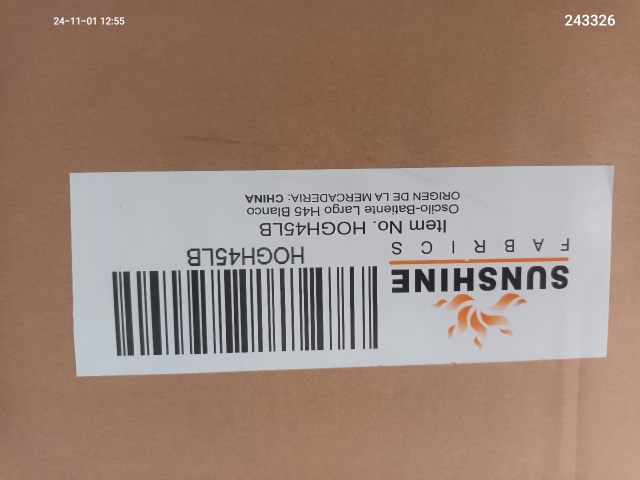 24-11-01 12:55
243326
SUNSHINE
FABRICS
HOGH45LB
Item No. HOGH45LB
Oscilo-Batiente Largo H45 Blanco
ORIGEN DE LA MERCADERIA: CHINA